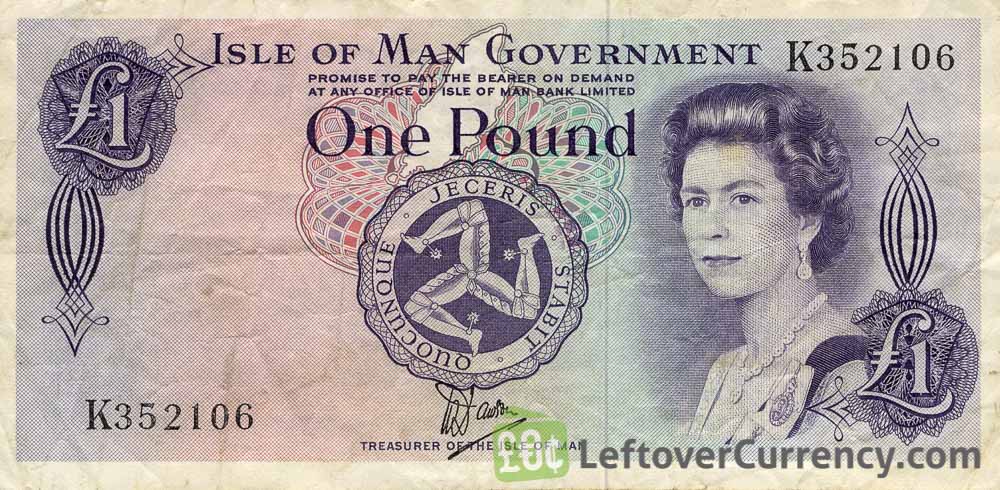 £1
ISLE OF MAN GOVERNMENT
K352106
PROMISE TO PAY THE BEARER ON DEMAND
AT ANY OFFICE OF ISLE OF MAN BANK LIMITED
One Pound
QUOCUNQUE · JECERIS · STABIT
£1
K352106
TREASURER OF THE ISLE OF MAN
£0¢ LeftoverCurrency.com